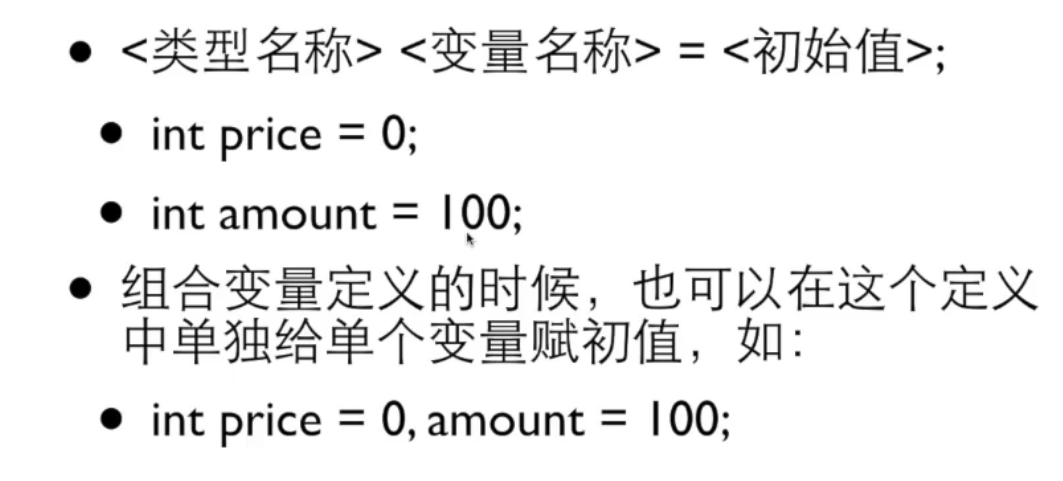 • <类型名称> <变量名称> = <初始值>;
• int price = 0;
• int amount = 100;
• 组合变量定义的时候，也可以在这个定义
中单独给单个变量赋初值，如：
• int price = 0, amount = 100;